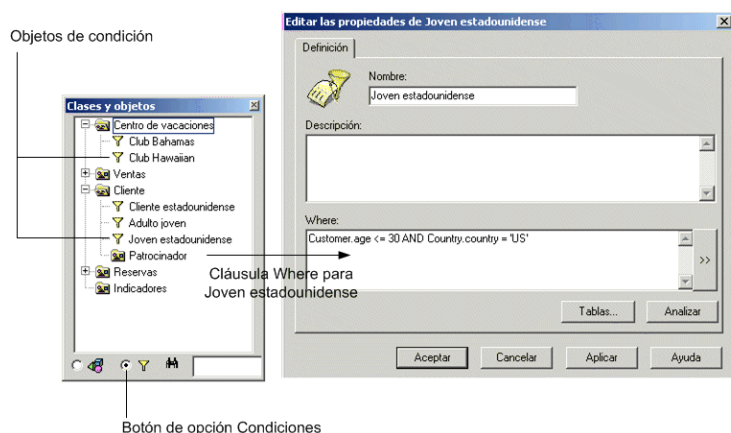 Objetos de condición
Clases y objetos
Centro de vacaciones
Club Bahamas
Club Hawaiian
Ventas
Cliente
Cliente estadounidense
Adulto joven
Joven estadounidense
Patrocinador
Reservas
Indicadores
Botón de opción Condiciones
Cláusula Where para
Joven estadounidense
Editar las propiedades de Joven estadounidense
Definición
Nombre:
Joven estadounidense
Descripción:
Where:
Customer.age <= 30 AND Country.country = 'US'
>>
Tablas...
Analizar
Aceptar
Cancelar
Aplicar
Ayuda